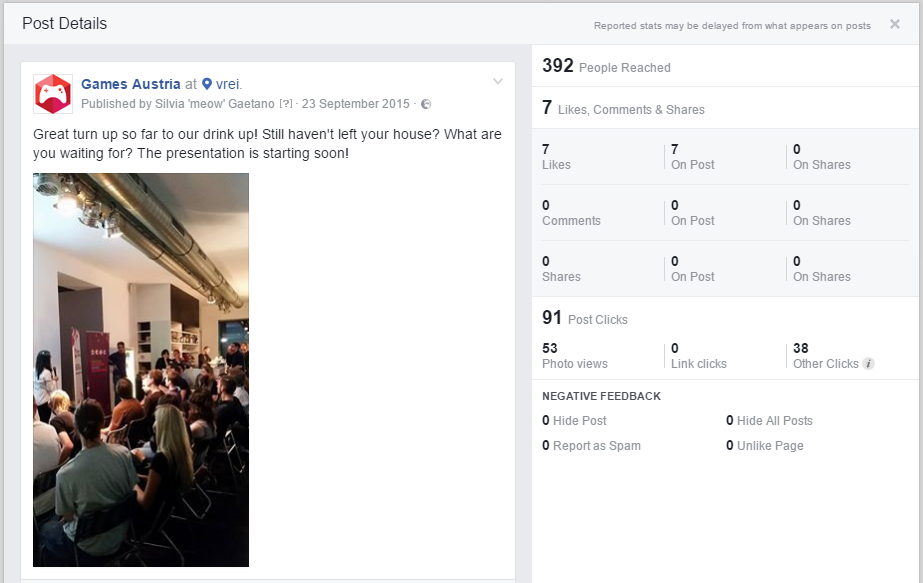 Post Details
Reported stats may be delayed from what appears on posts
Games Austria at vrei.
Published by Silvia 'meow' Gaetano [?] · 23 September 2015 ·
Great turn up so far to our drink up! Still haven't left your house? What are
you waiting for? The presentation is starting soon!
392 People Reached
7 Likes, Comments & Shares
7 Likes
7 On Post
0 On Shares
0 Comments
0 On Post
0 On Shares
0 Shares
0 On Post
0 On Shares
91 Post Clicks
53 Photo views
0 Link clicks
38 Other Clicks i
NEGATIVE FEEDBACK
0 Hide Post
0 Hide All Posts
0 Report as Spam
0 Unlike Page